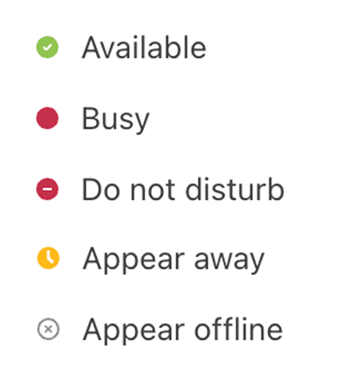 Available
Busy
Do not disturb
Appear away
Appear offline